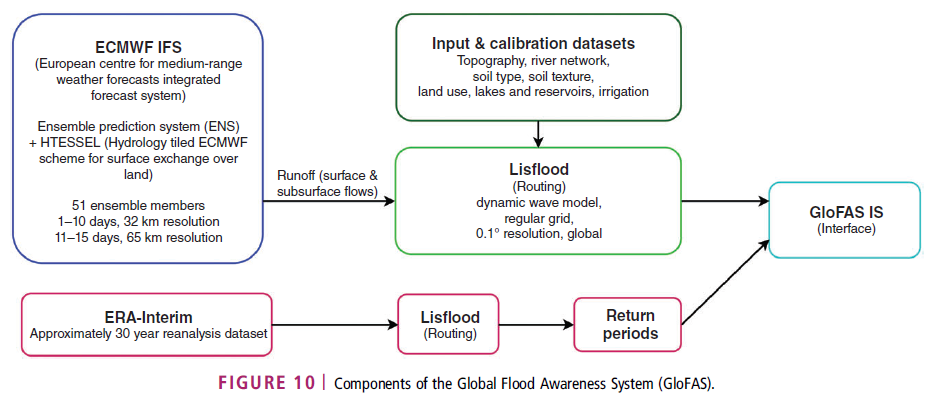 ECMWF IFS
(European centre for medium-range
weather forecasts integrated
forecast system)
Ensemble prediction system (ENS)
+ HTESSEL (Hydrology tiled ECMWF
scheme for surface exchange over
land)
51 ensemble members
1–10 days, 32 km resolution
11–15 days, 65 km resolution
Runoff (surface &
subsurface flows)
Input & calibration datasets
Topography, river network,
soil type, soil texture,
land use, lakes and reservoirs, irrigation
Lisflood
(Routing)
dynamic wave model,
regular grid,
0.1° resolution, global
GloFAS IS
(Interface)
ERA-Interim
Approximately 30 year reanalysis dataset
Lisflood
(Routing)
Return
periods
FIGURE 10 | Components of the Global Flood Awareness System (GloFAS).